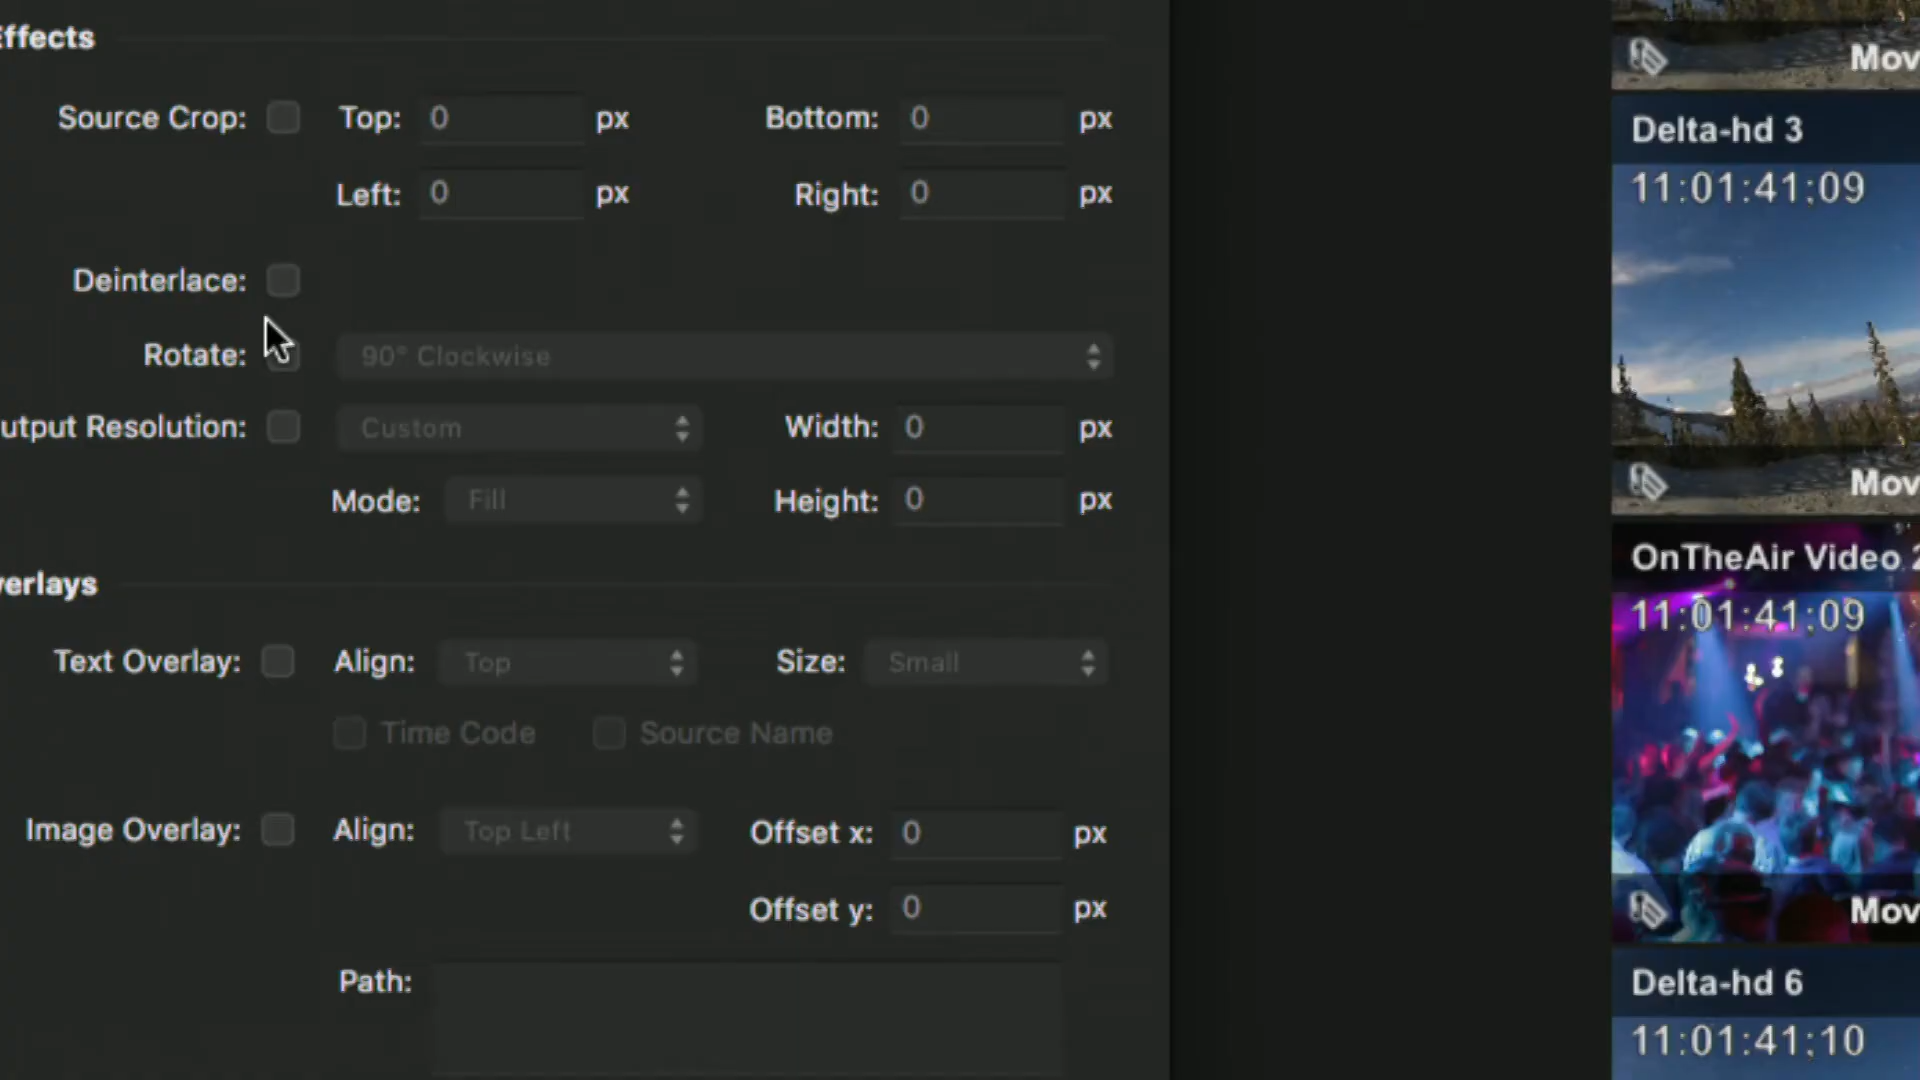 Effects
Source Crop: Top: 0 px Bottom: 0 px
Left: 0 px Right: 0 px
Deinterlace:
Rotate: 90° Clockwise
utput Resolution: Custom Width: 0 px
Mode: Fill Height: 0 px
verlays
Text Overlay: Align: Top Size: Small
Time Code Source Name
Image Overlay: Align: Top Left Offset x: 0 px
Offset y: 0 px
Path:
Mov
Delta-hd 3
11:01:41;09
Mov
OnTheAir Video 2
11:01:41;09
Mov
Delta-hd 6
11:01:41;10